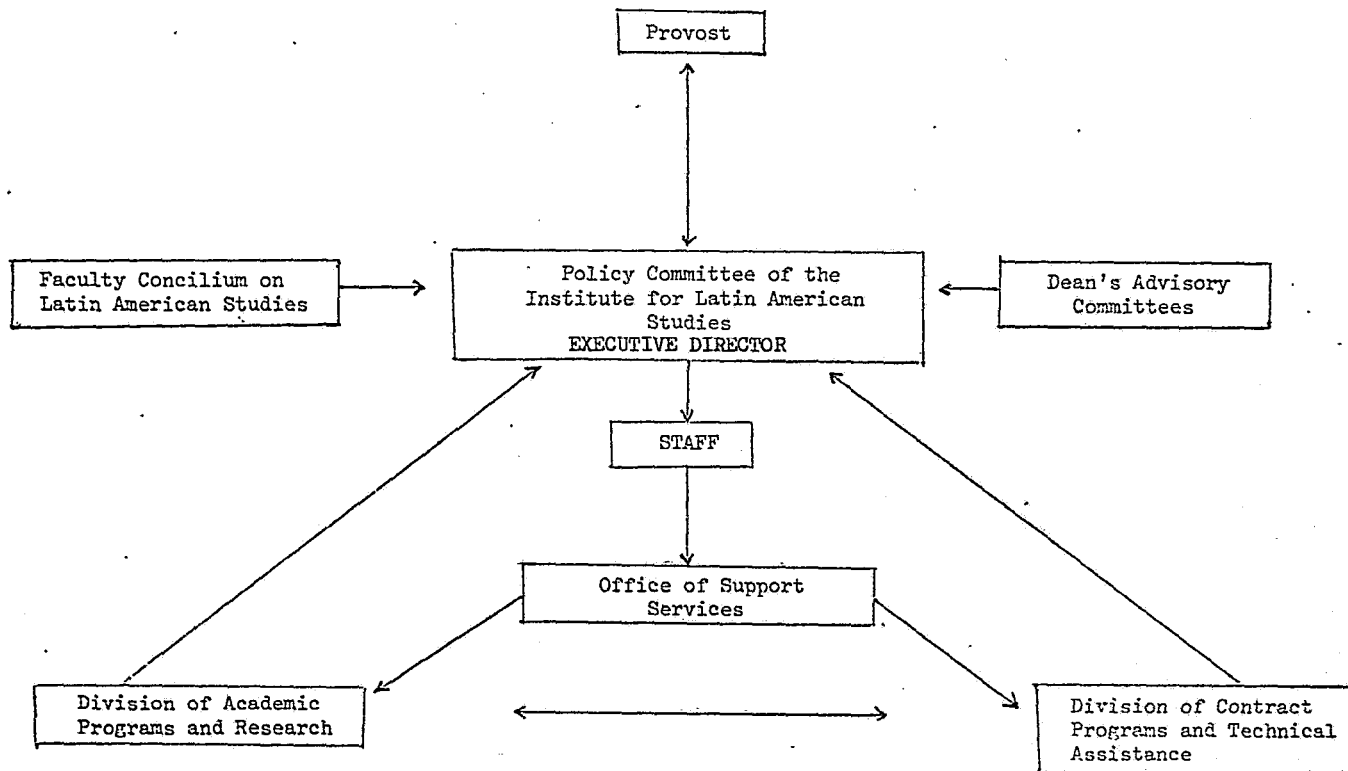 Provost
Faculty Concilium on
Latin American Studies
Policy Committee of the
Institute for Latin American
Studies
EXECUTIVE DIRECTOR
Dean's Advisory
Committees
STAFF
Office of Support
Services
Division of Academic
Programs and Research
Division of Contract
Programs and Technical
Assistance